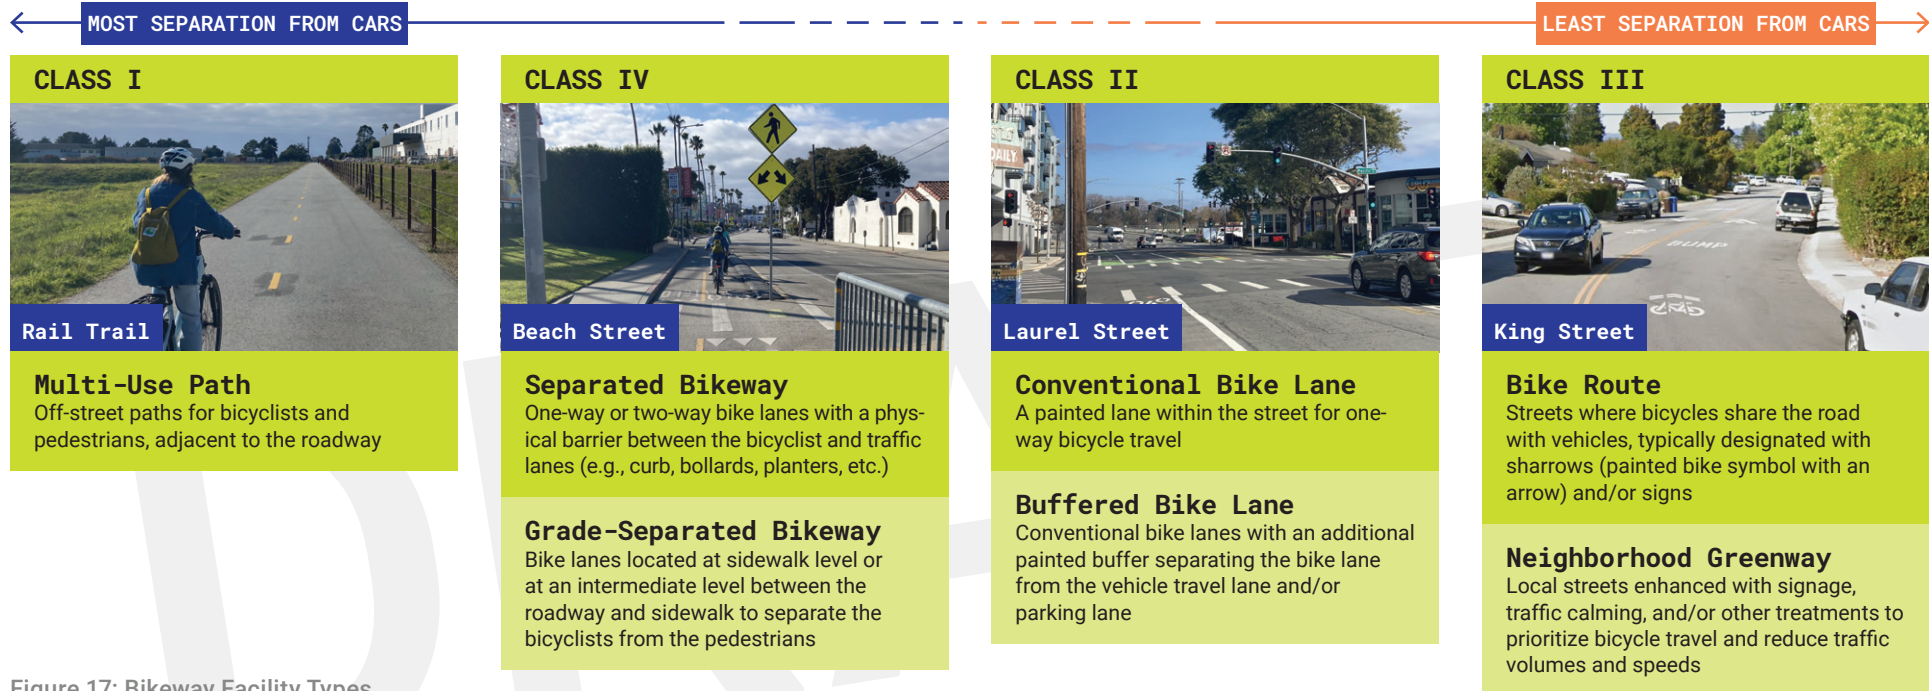 MOST SEPARATION FROM CARS
LEAST SEPARATION FROM CARS
CLASS I
Rail Trail
Multi-Use Path
Off-street paths for bicyclists and
pedestrians, adjacent to the roadway
CLASS IV
Beach Street
Separated Bikeway
One-way or two-way bike lanes with a phys-
ical barrier between the bicyclist and traffic
lanes (e.g., curb, bollards, planters, etc.)
Grade-Separated Bikeway
Bike lanes located at sidewalk level or
at an intermediate level between the
roadway and sidewalk to separate the
bicyclists from the pedestrians
CLASS II
DAILY
Laurel Street
Conventional Bike Lane
A painted lane within the street for one-
way bicycle travel
Buffered Bike Lane
Conventional bike lanes with an additional
painted buffer separating the bike lane
from the vehicle travel lane and/or
parking lane
CLASS III
BUMP
King Street
Bike Route
Streets where bicycles share the road
with vehicles, typically designated with
sharrows (painted bike symbol with an
arrow) and/or signs
Neighborhood Greenway
Local streets enhanced with signage,
traffic calming, and/or other treatments to
prioritize bicycle travel and reduce traffic
volumes and speeds
Figure 17: Bikeway Facility Types